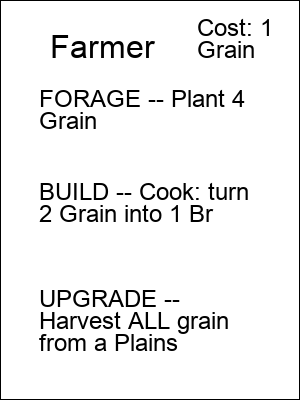 Farmer
Cost: 1
Grain
FORAGE -- Plant 4
Grain
BUILD -- Cook: turn
2 Grain into 1 Br
UPGRADE --
Harvest ALL grain
from a Plains